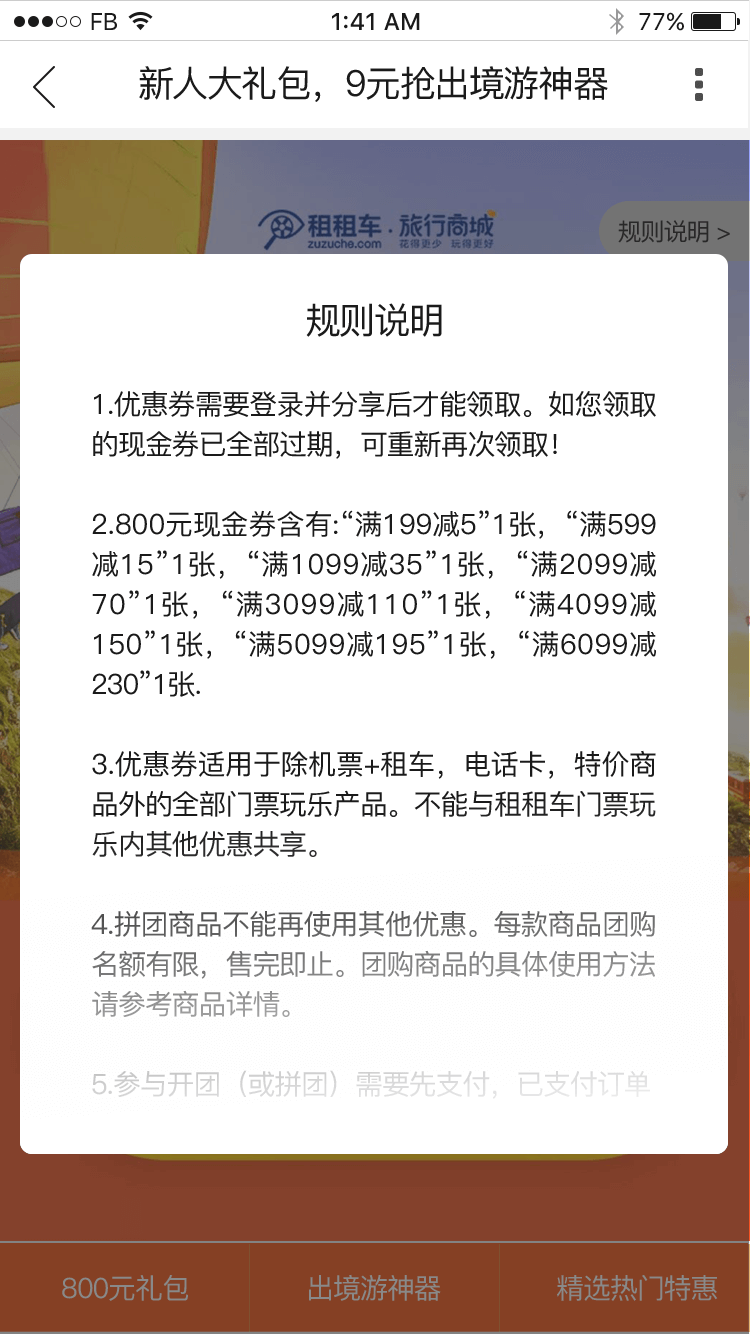 FB
1:41 AM
77%
新人大礼包，9元抢出境游神器
租租车 · 旅行商城
zuzuche.com 花得更少 玩得更好
规则说明 >
规则说明
1.优惠券需要登录并分享后才能领取。如您领取
的现金券已全部过期，可重新再次领取！
2.800元现金券含有:“满199减5”1张，“满599
减15”1张，“满1099减35”1张，“满2099减
70”1张，“满3099减110”1张，“满4099减
150”1张，“满5099减195”1张，“满6099减
230”1张.
3.优惠券适用于除机票+租车，电话卡，特价商
品外的全部门票玩乐产品。不能与租租车门票玩
乐内其他优惠共享。
4.拼团商品不能再使用其他优惠。每款商品团购
名额有限，售完即止。团购商品的具体使用方法
请参考商品详情。
5.参与开团（或拼团）需要先支付，已支付订单
800元礼包
出境游神器
精选热门特惠